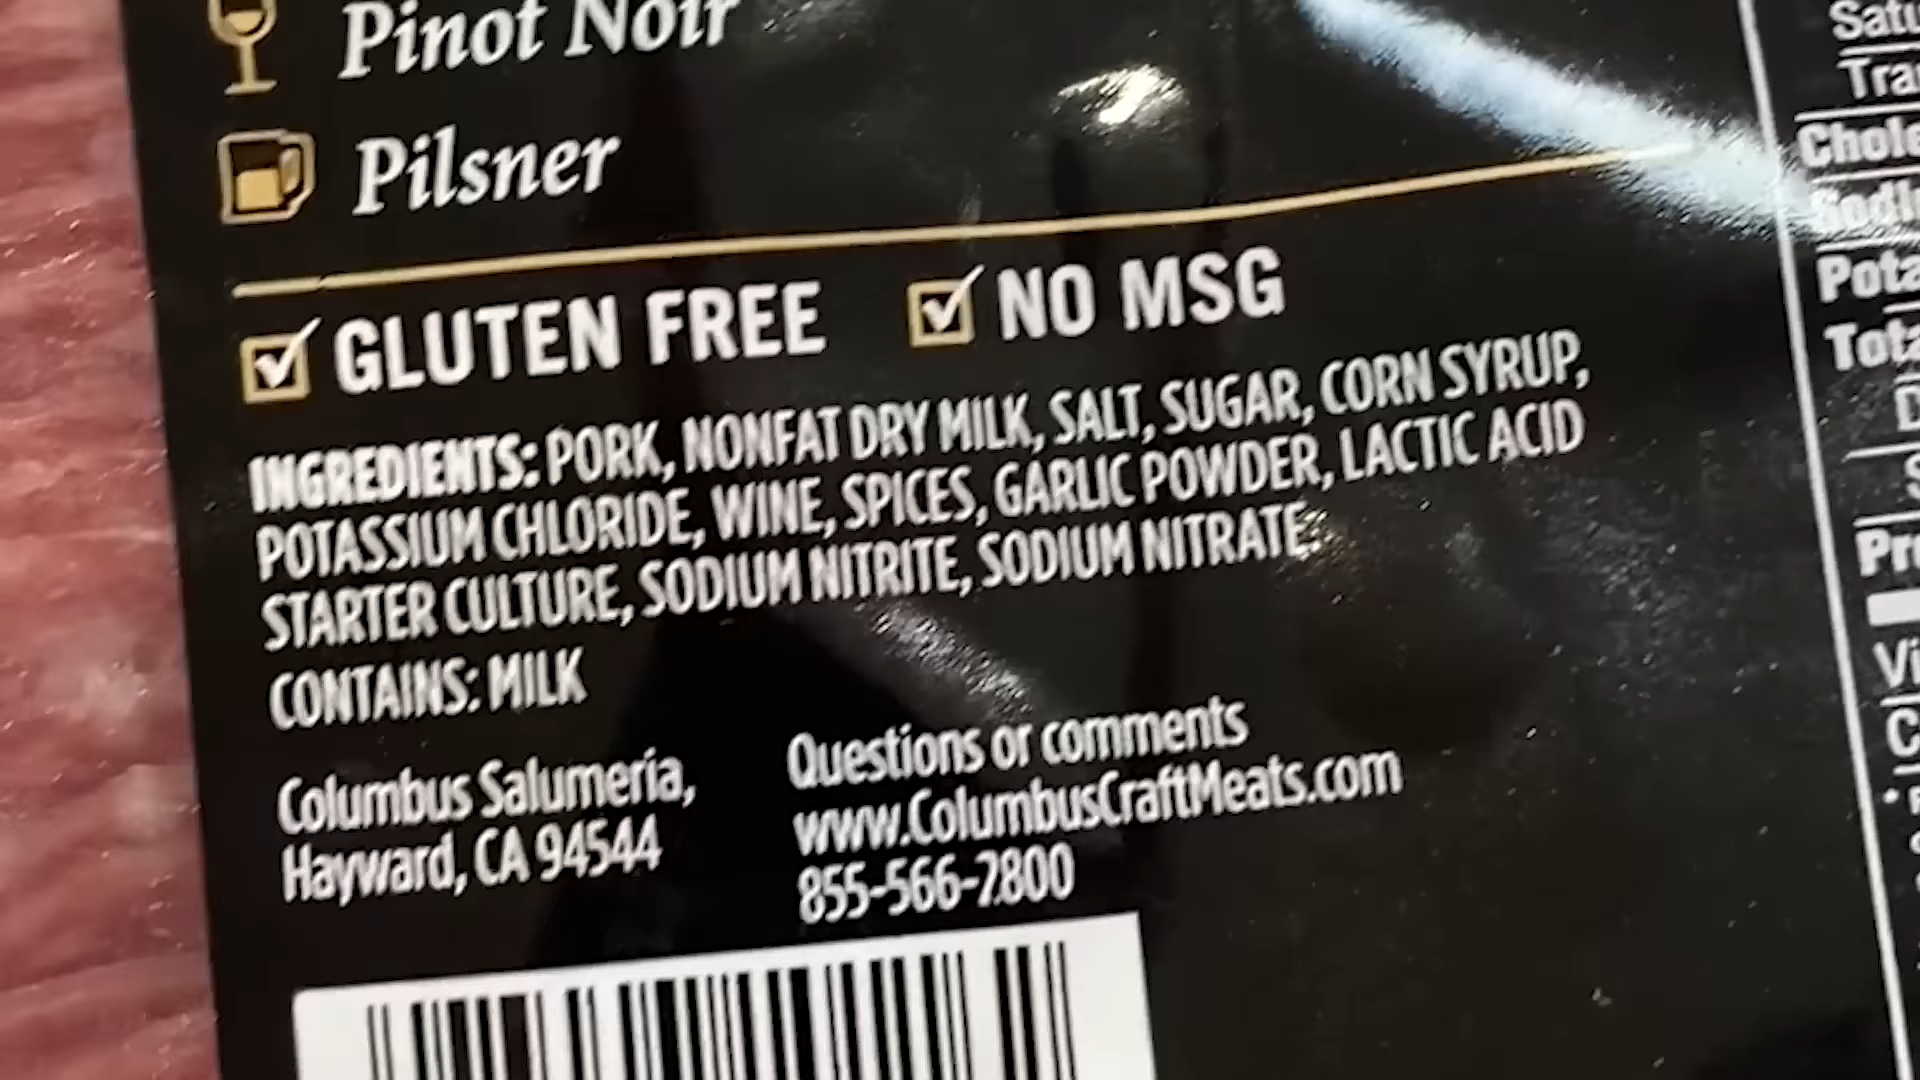 Pinot Noir
Pilsner
GLUTEN FREE NO MSG
INGREDIENTS: PORK, NONFAT DRY MILK, SALT, SUGAR, CORN SYRUP,
POTASSIUM CHLORIDE, WINE, SPICES, GARLIC POWDER, LACTIC ACID
STARTER CULTURE, SODIUM NITRITE, SODIUM NITRATE.
CONTAINS: MILK
Columbus Salumeria,
Hayward, CA 94544
Questions or comments
www.ColumbusCraftMeats.com
855-566-2800